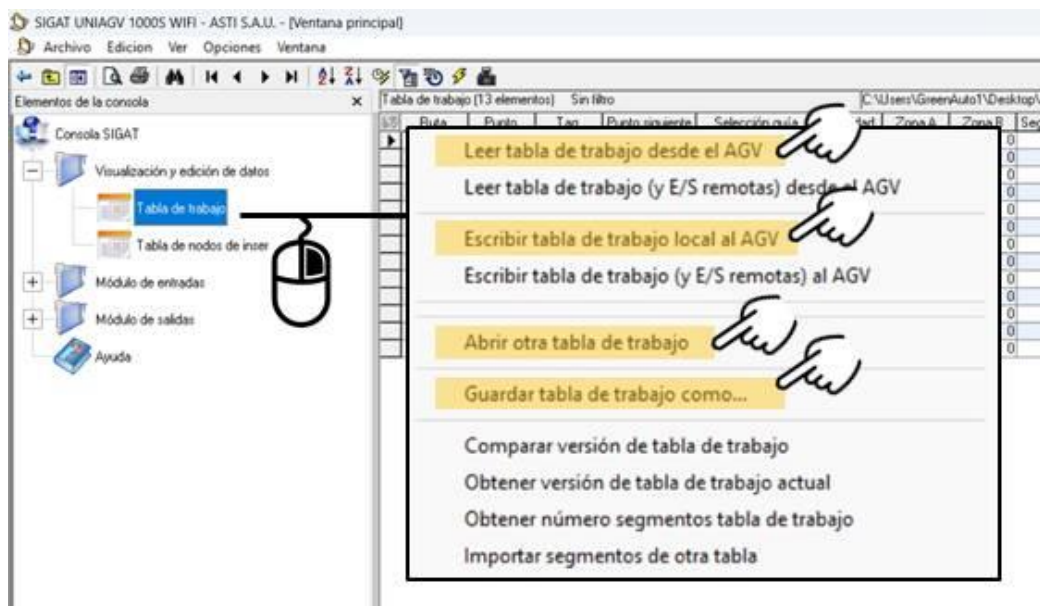 SIGAT UNIAGV 1000S WIFI - ASTI S.A.U. - [Ventana principal]
Archivo Edicion Ver Opciones Ventana
Elementos de la consola
Tabla de trabajo (13 elementos) Sin filtro C:\Users\GreenAuto1\Desktop\
Ruta Punto Tag Punto siguiente Selección guía Zona A Zona B Seg
Consola SIGAT
Visualización y edición de datos
Tabla de trabajo
Tabla de nodos de inser
Módulo de entradas
Módulo de salidas
Ayuda
Leer tabla de trabajo desde el AGV
Leer tabla de trabajo (y E/S remotas) desde el AGV
Escribir tabla de trabajo local al AGV
Escribir tabla de trabajo (y E/S remotas) al AGV
Abrir otra tabla de trabajo
Guardar tabla de trabajo como...
Comparar versión de tabla de trabajo
Obtener versión de tabla de trabajo actual
Obtener número segmentos tabla de trabajo
Importar segmentos de otra tabla